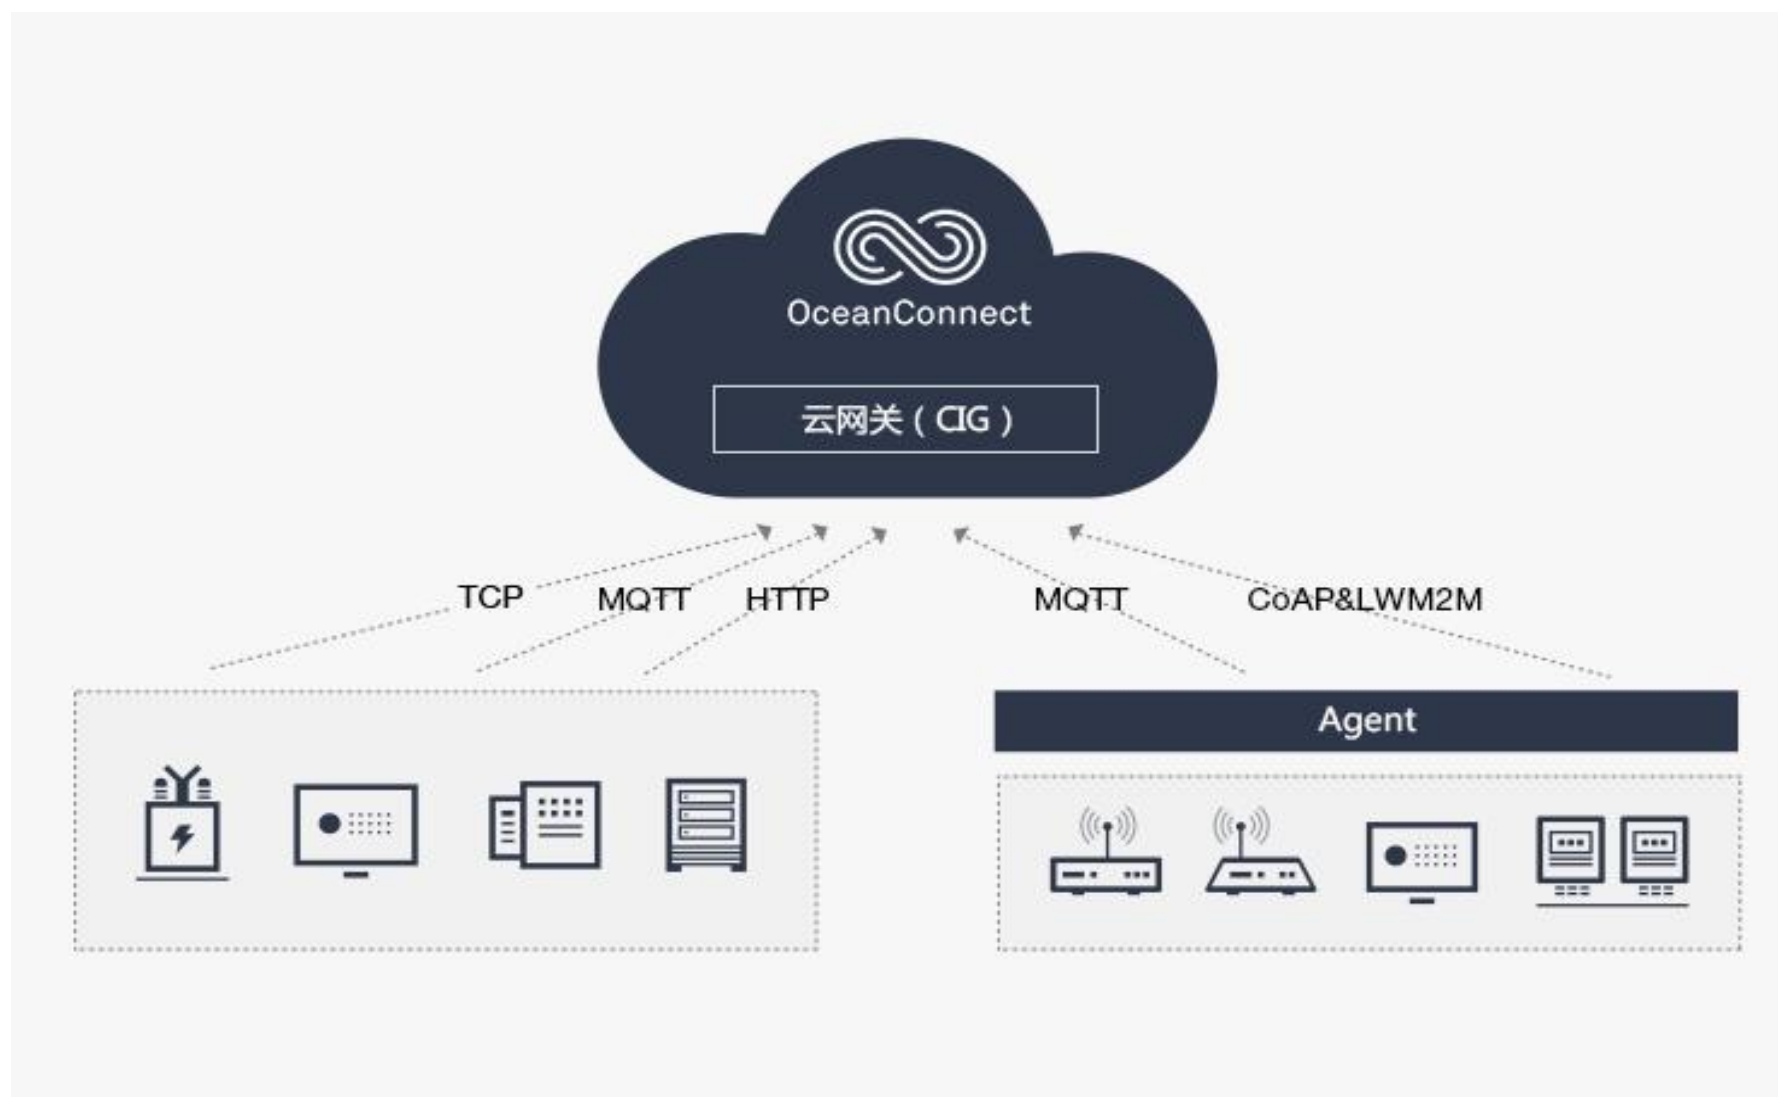 OceanConnect
云网关（CIG）
TCP
MQTT
HTTP
MQTT
CoAP&LWM2M
Agent